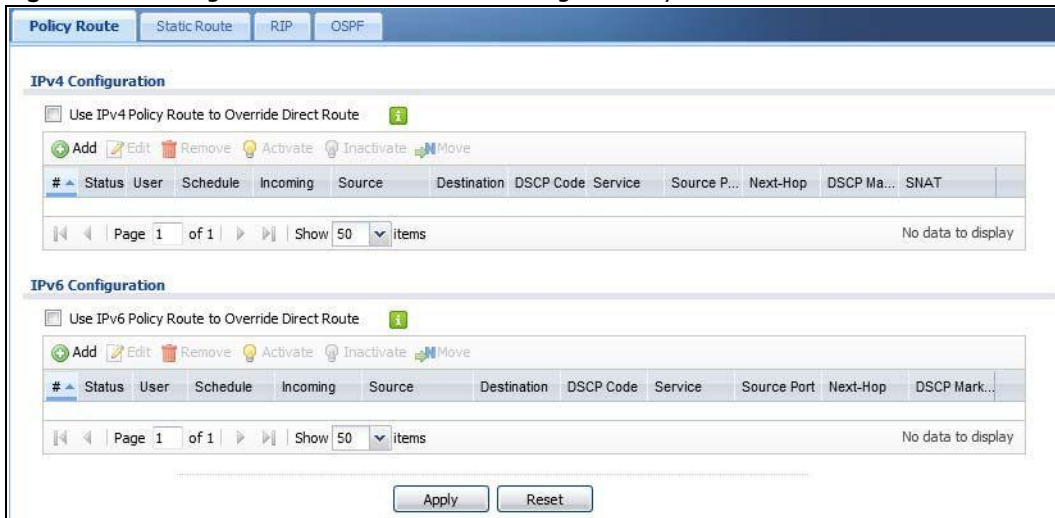 Policy Route Static Route RIP OSPF
IPv4 Configuration
Use IPv4 Policy Route to Override Direct Route
Add Edit Remove Activate Inactivate Move
# Status User Schedule Incoming Source Destination DSCP Code Service Source P... Next-Hop DSCP Ma... SNAT
Page 1 of 1 Show 50 items No data to display
IPv6 Configuration
Use IPv6 Policy Route to Override Direct Route
Add Edit Remove Activate Inactivate Move
# Status User Schedule Incoming Source Destination DSCP Code Service Source Port Next-Hop DSCP Mark...
Page 1 of 1 Show 50 items No data to display
Apply Reset